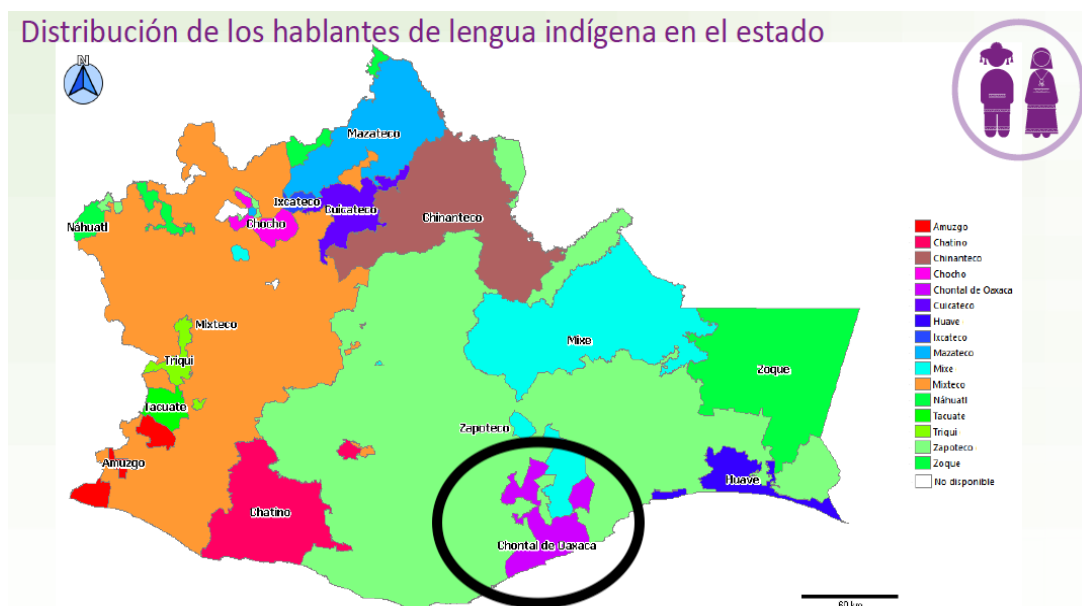 Distribución de los hablantes de lengua indígena en el estado
N
Mazateco
Ixcateco
Cuicateco
Chinanteco
Chocho
Náhuatl
Mixteco
Triqui
Mixe
Zoque
Tacuate
Zapoteco
Amuzgo
Huave
Chatino
Chontal de Oaxaca
Amuzgo
Chatino
Chinanteco
Chocho
Chontal de Oaxaca
Cuicateco
Huave
Ixcateco
Mazateco
Mixe
Mixteco
Náhuatl
Tacuate
Triqui
Zapoteco
Zoque
No disponible
60 km